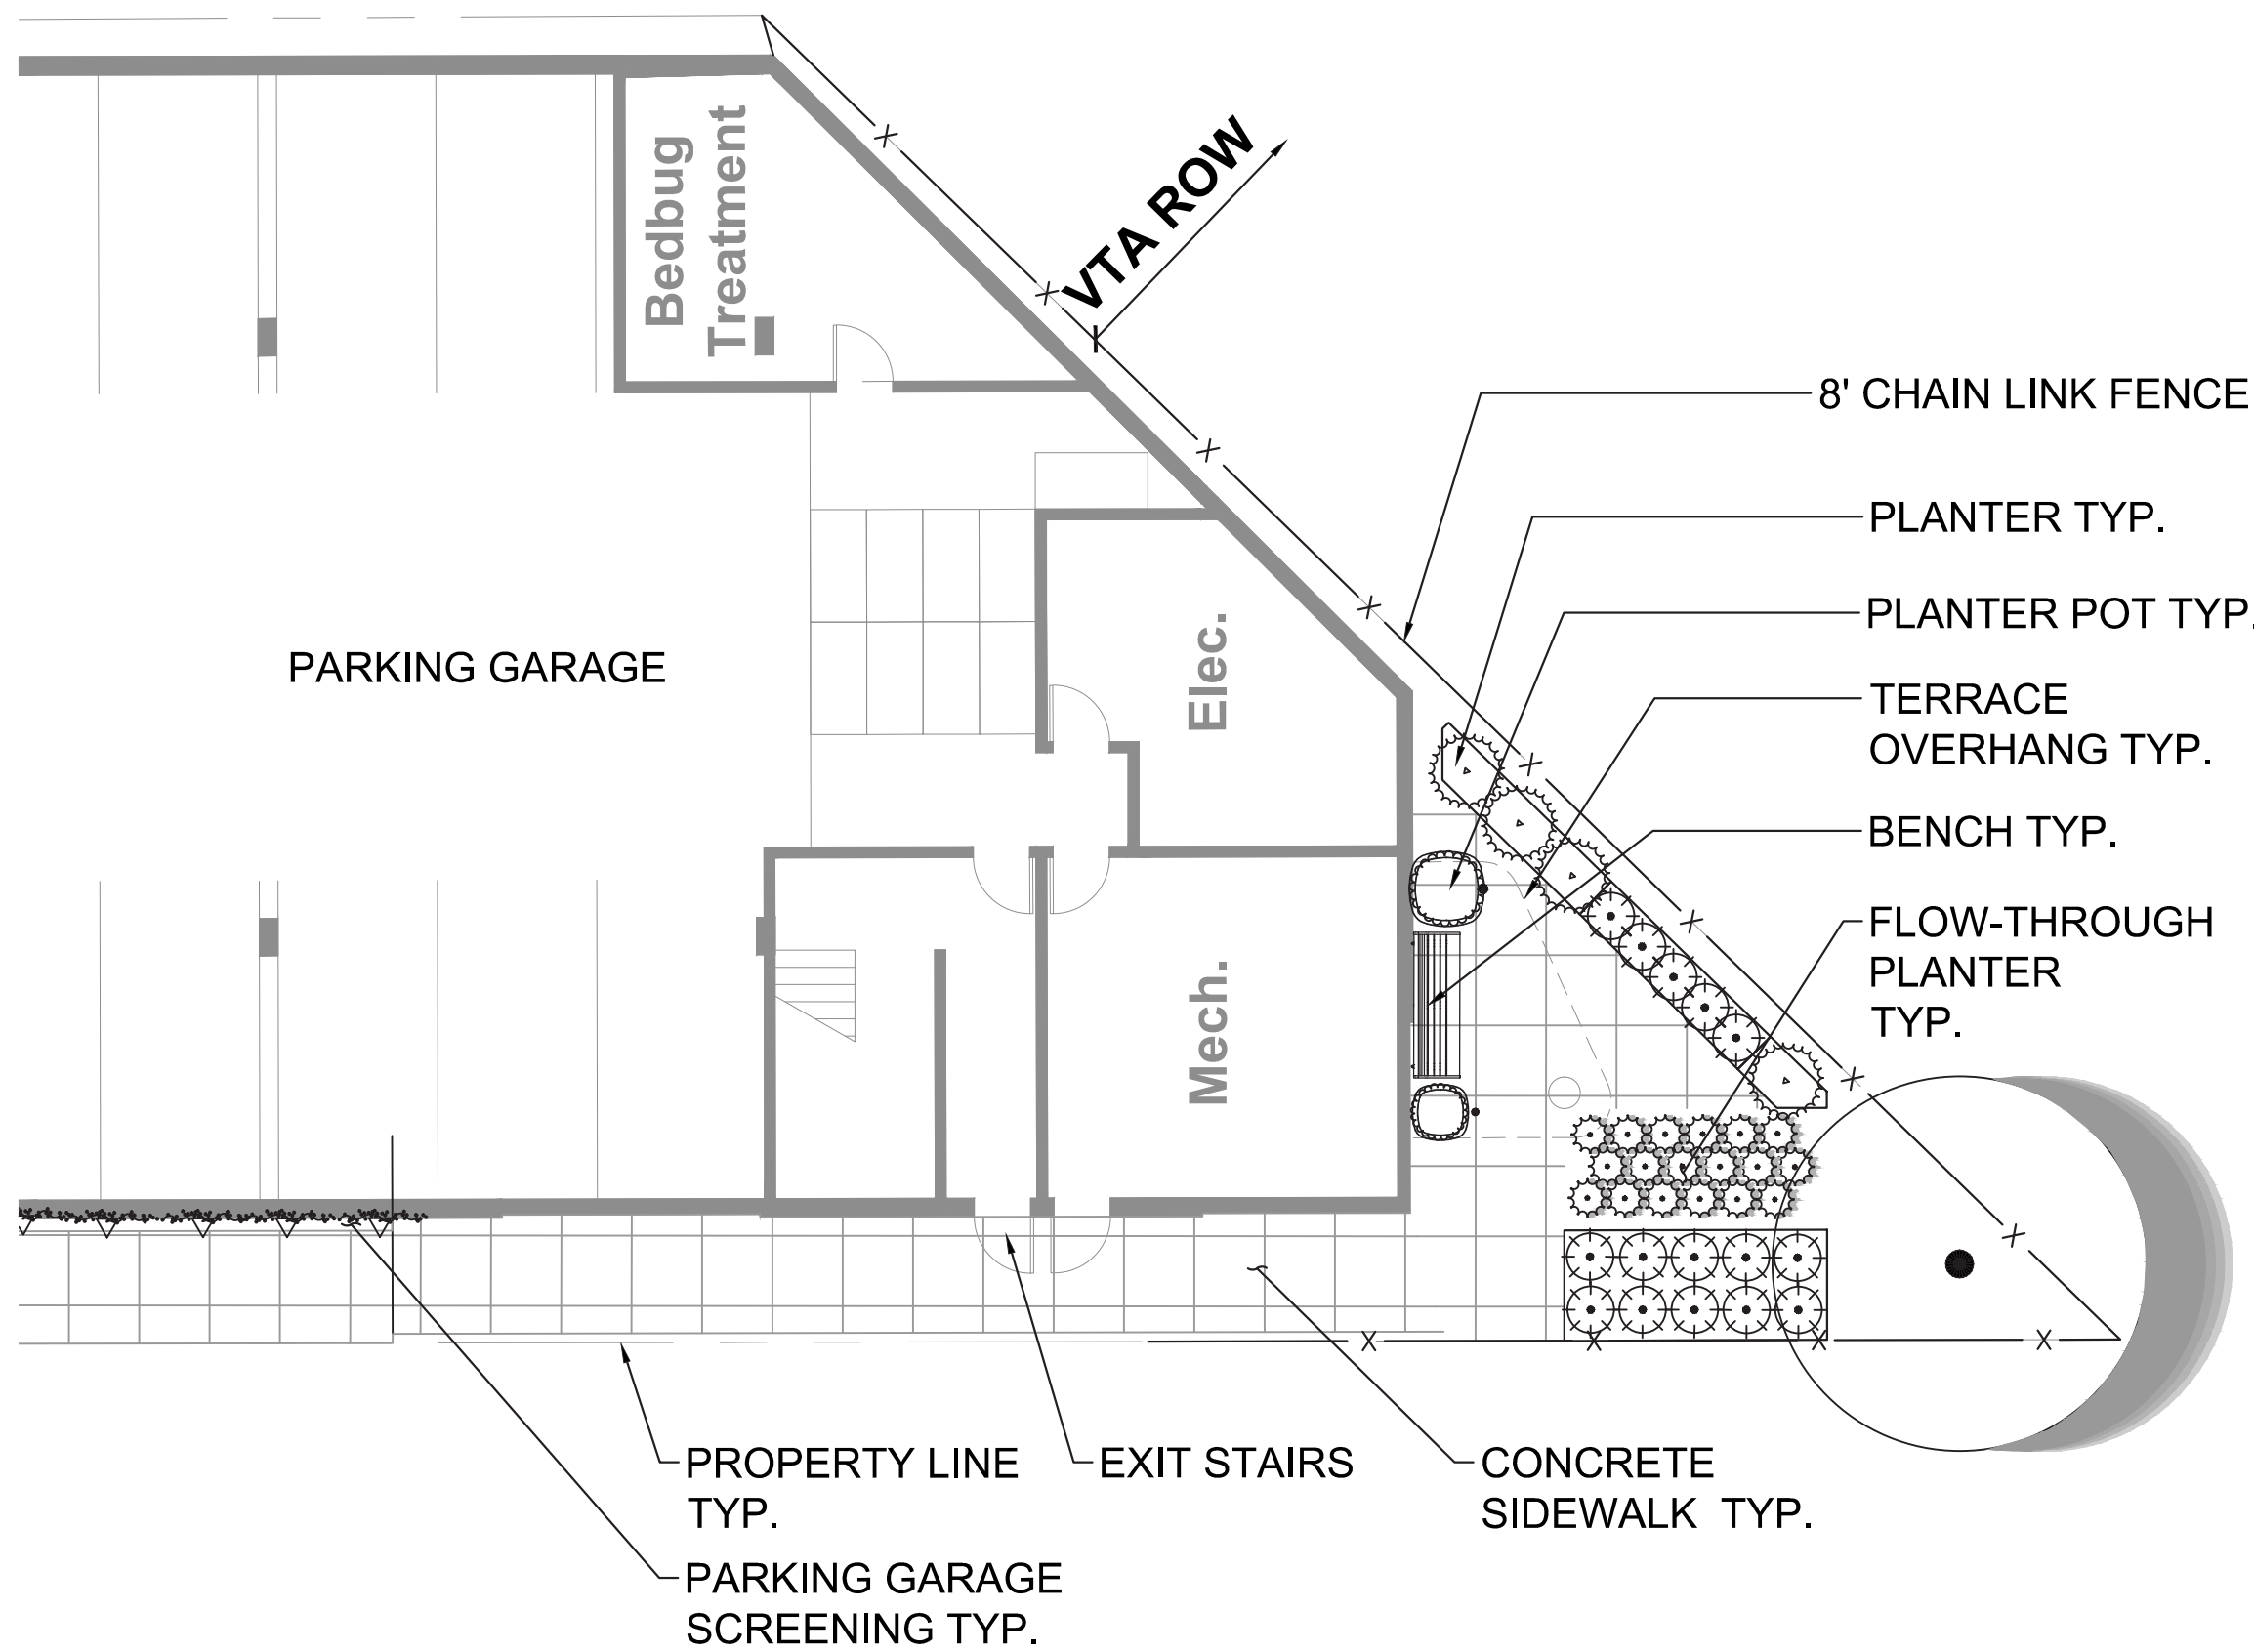 Bedbug
Treatment
VTA ROW
8' CHAIN LINK FENCE
PLANTER TYP.
PLANTER POT TYP.
PARKING GARAGE
Elec.
TERRACE
OVERHANG TYP.
BENCH TYP.
FLOW-THROUGH
PLANTER
TYP.
Mech.
PROPERTY LINE
TYP.
EXIT STAIRS
CONCRETE
SIDEWALK TYP.
PARKING GARAGE
SCREENING TYP.